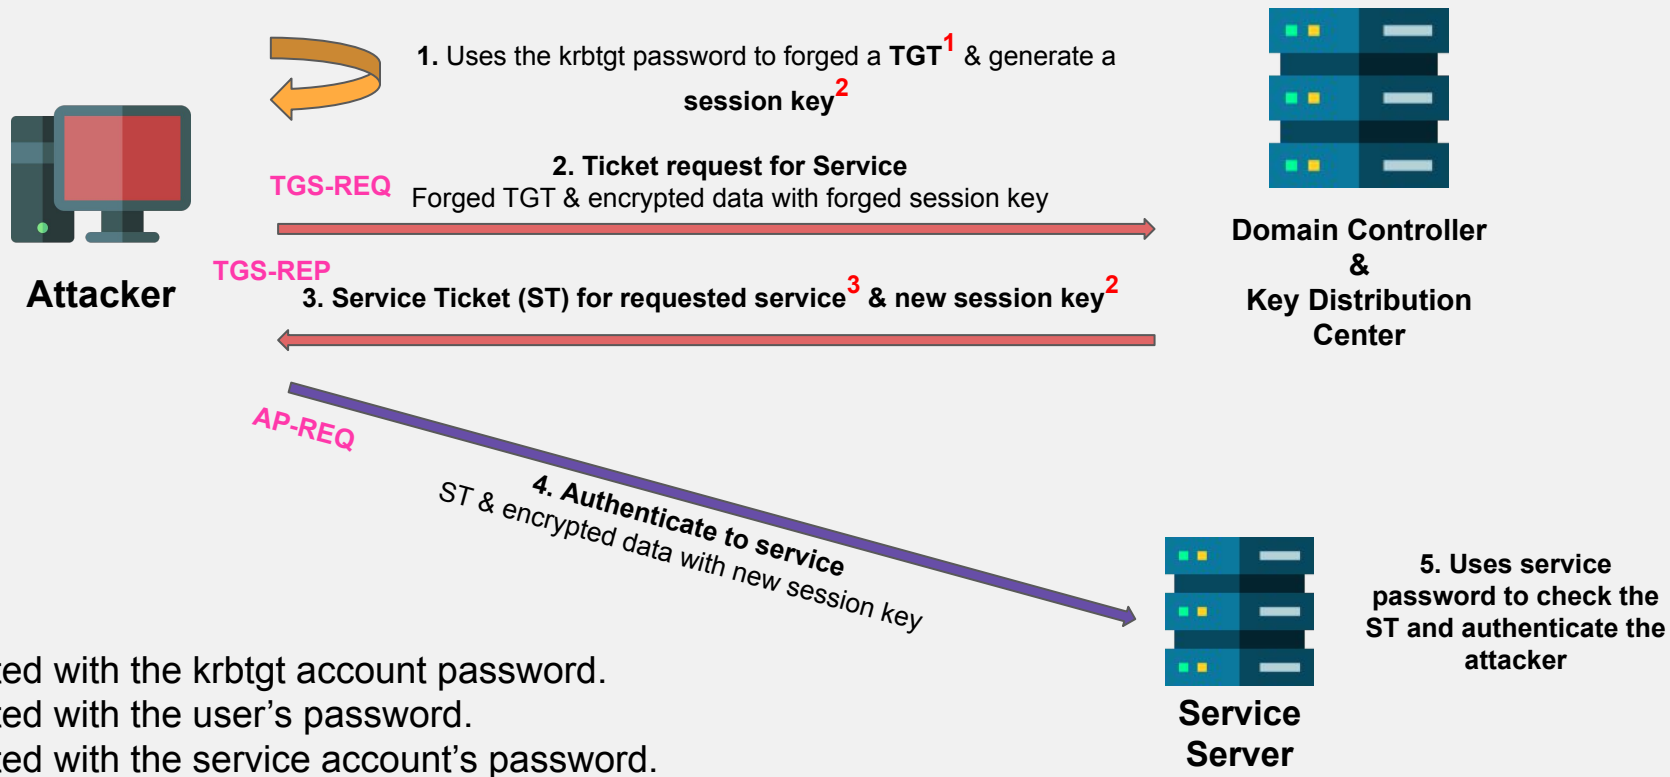 1. Uses the krbtgt password to forged a TGT1 & generate a
session key2
Attacker
TGS-REQ
2. Ticket request for Service
Forged TGT & encrypted data with forged session key
Domain Controller
&
Key Distribution
Center
TGS-REP
3. Service Ticket (ST) for requested service3 & new session key2
AP-REQ
4. Authenticate to service
ST & encrypted data with new session key
5. Uses service
password to check the
ST and authenticate the
attacker
Service
Server
ted with the krbtgt account password.
ted with the user's password.
ted with the service account's password.